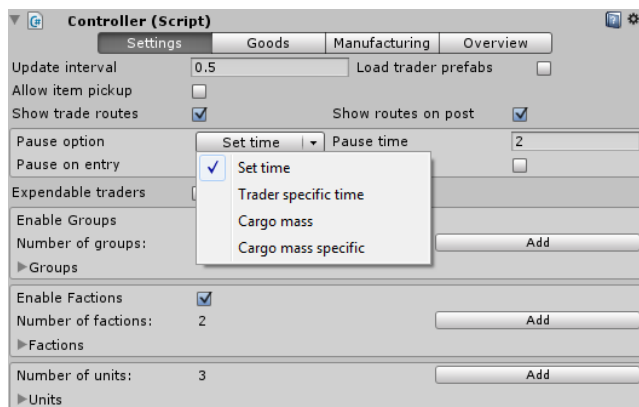 Controller (Script)
Settings Goods Manufacturing Overview
Update interval 0.5 Load trader prefabs
Allow item pickup
Show trade routes Show routes on post
Pause option Set time Pause time 2
Pause on entry
Set time
Trader specific time
Cargo mass
Cargo mass specific
Expendable traders
Enable Groups
Number of groups: Add
Groups
Enable Factions
Number of factions: 2 Add
Factions
Number of units: 3 Add
Units